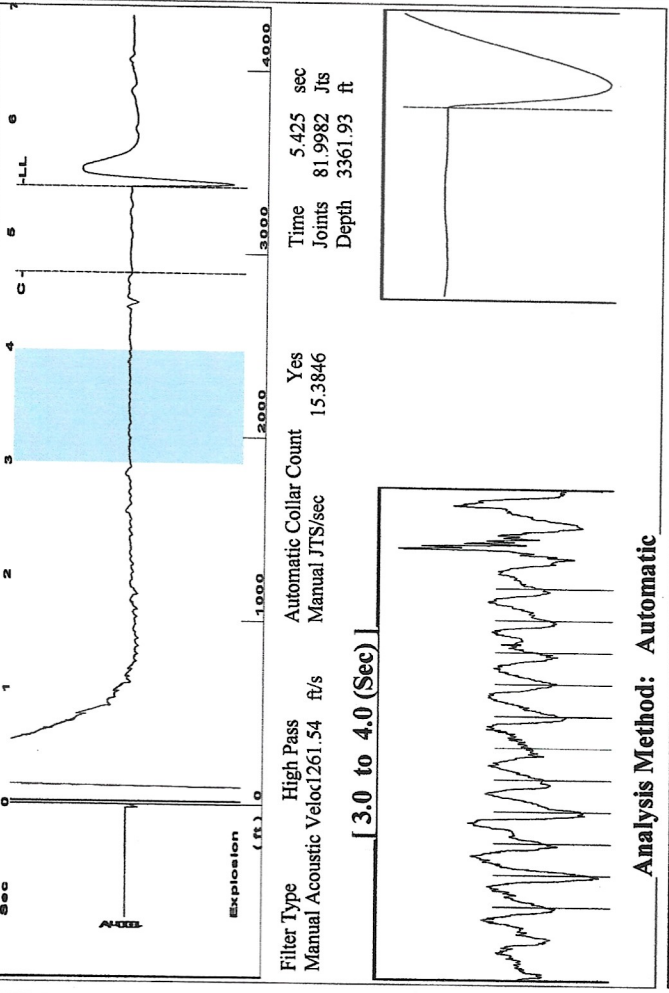 Sec 0 1 2 3 4 5 6 7
C LL
Explosion
(ft) 0 1000 2000 3000 4000
Filter Type High Pass Automatic Collar Count Yes Time 5.425 sec
Manual Acoustic Veloc1261.54 ft/s Manual JTS/sec 15.3846 Joints 81.9982 Jts
Depth 3361.93 ft
[ 3.0 to 4.0 (Sec) ]
Analysis Method: Automatic